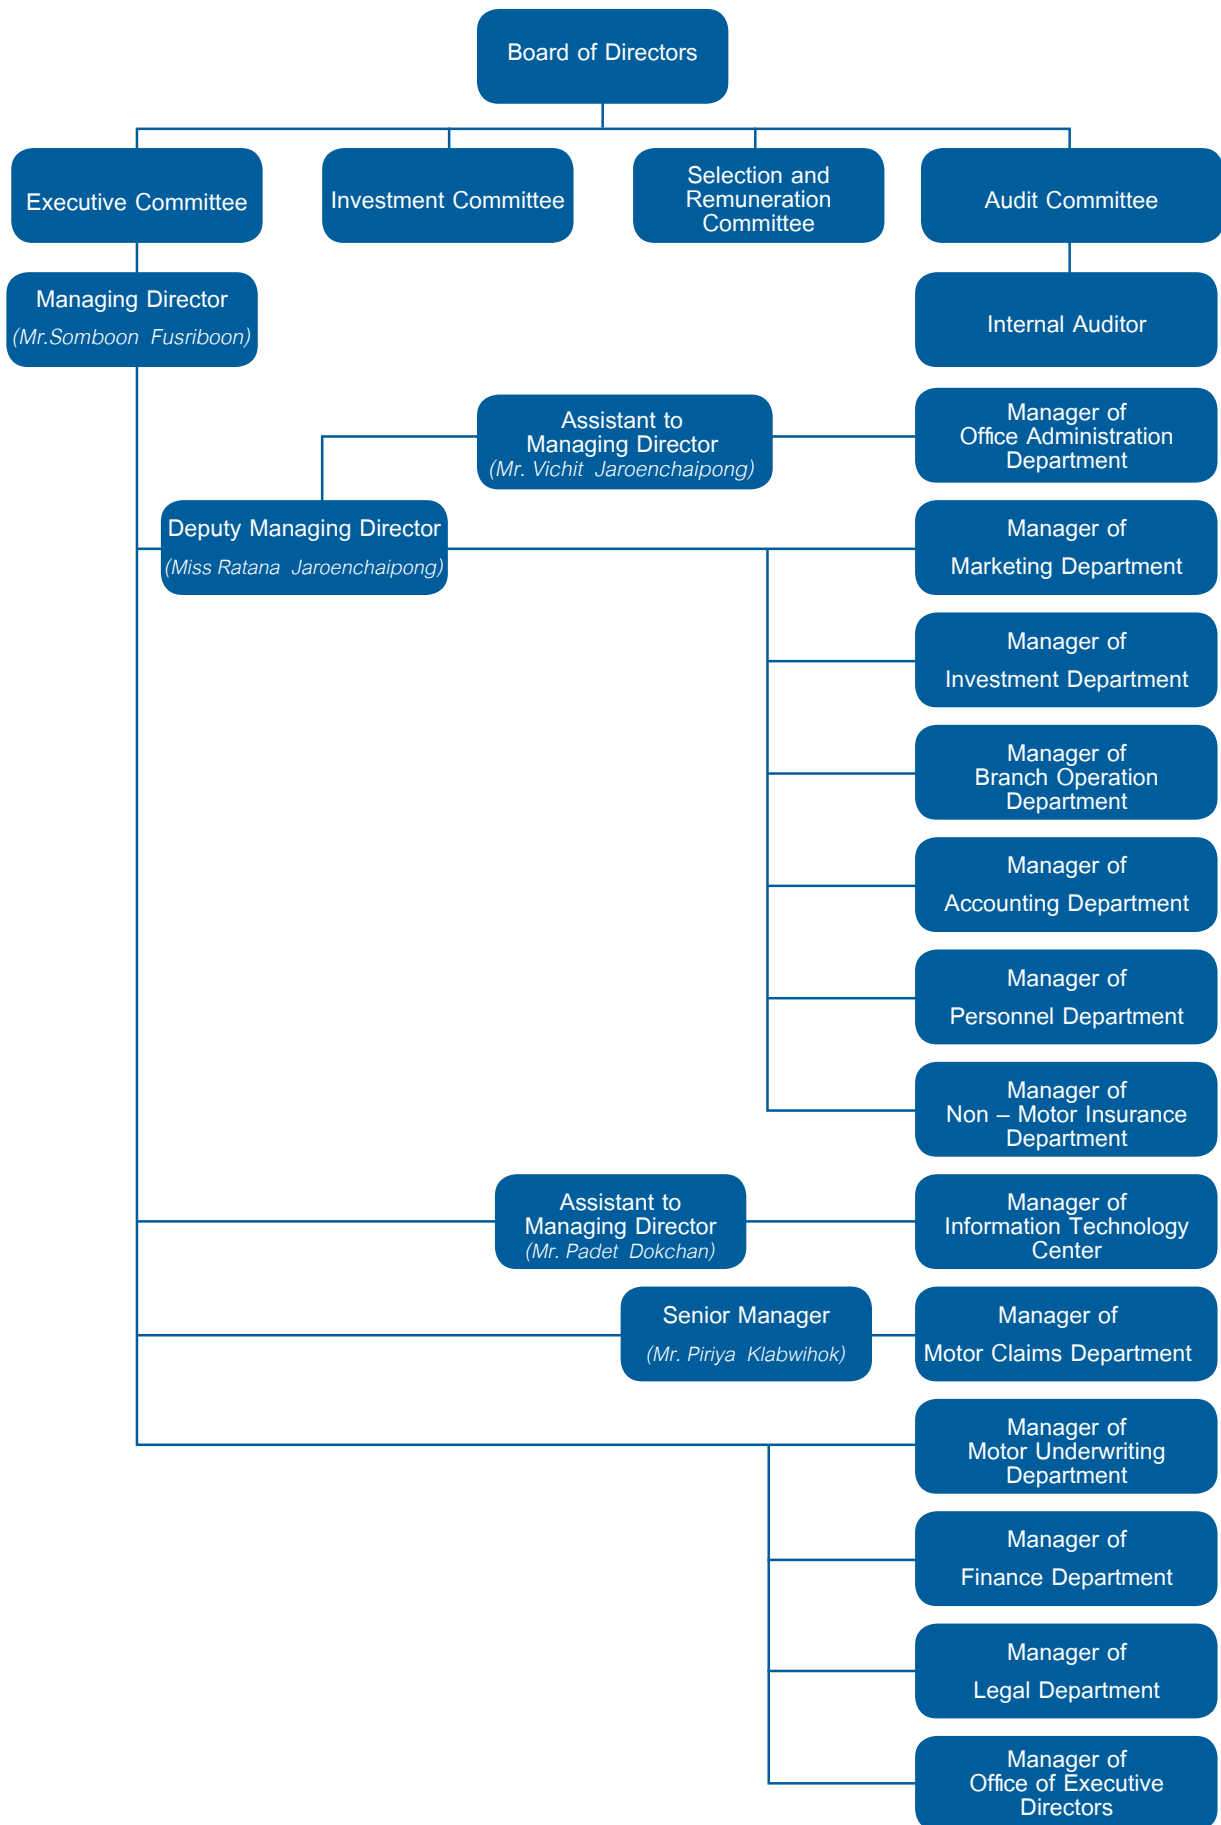 Board of Directors
Executive Committee
Investment Committee
Selection and
Remuneration
Committee
Audit Committee
Managing Director
(Mr.Somboon Fusriboon)
Internal Auditor
Assistant to
Managing Director
(Mr. Vichit Jaroenchaipong)
Manager of
Office Administration
Department
Deputy Managing Director
(Miss Ratana Jaroenchaipong)
Manager of
Marketing Department
Manager of
Investment Department
Manager of
Branch Operation
Department
Manager of
Accounting Department
Manager of
Personnel Department
Manager of
Non – Motor Insurance
Department
Assistant to
Managing Director
(Mr. Padet Dokchan)
Manager of
Information Technology
Center
Senior Manager
(Mr. Piriya Klabwihok)
Manager of
Motor Claims Department
Manager of
Motor Underwriting
Department
Manager of
Finance Department
Manager of
Legal Department
Manager of
Office of Executive
Directors